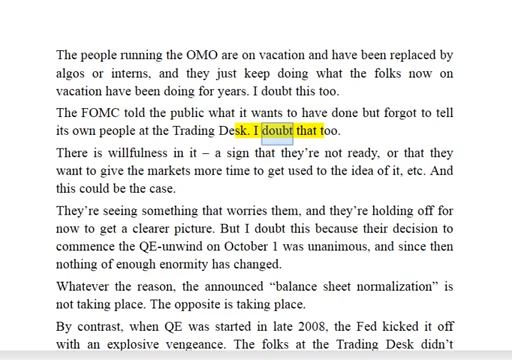 The people running the OMO are on vacation and have been replaced by
algos or interns, and they just keep doing what the folks now on
vacation have been doing for years. I doubt this too.
The FOMC told the public what it wants to have done but forgot to tell
its own people at the Trading Desk. I doubt that too.
There is willfulness in it – a sign that they’re not ready, or that they
want to give the markets more time to get used to the idea of it, etc. And
this could be the case.
They’re seeing something that worries them, and they’re holding off for
now to get a clearer picture. But I doubt this because their decision to
commence the QE-unwind on October 1 was unanimous, and since then
nothing of enough enormity has changed.
Whatever the reason, the announced “balance sheet normalization” is
not taking place. The opposite is taking place.
By contrast, when QE was started in late 2008, the Fed kicked it off
with an explosive vengeance. The folks at the Trading Desk didn’t